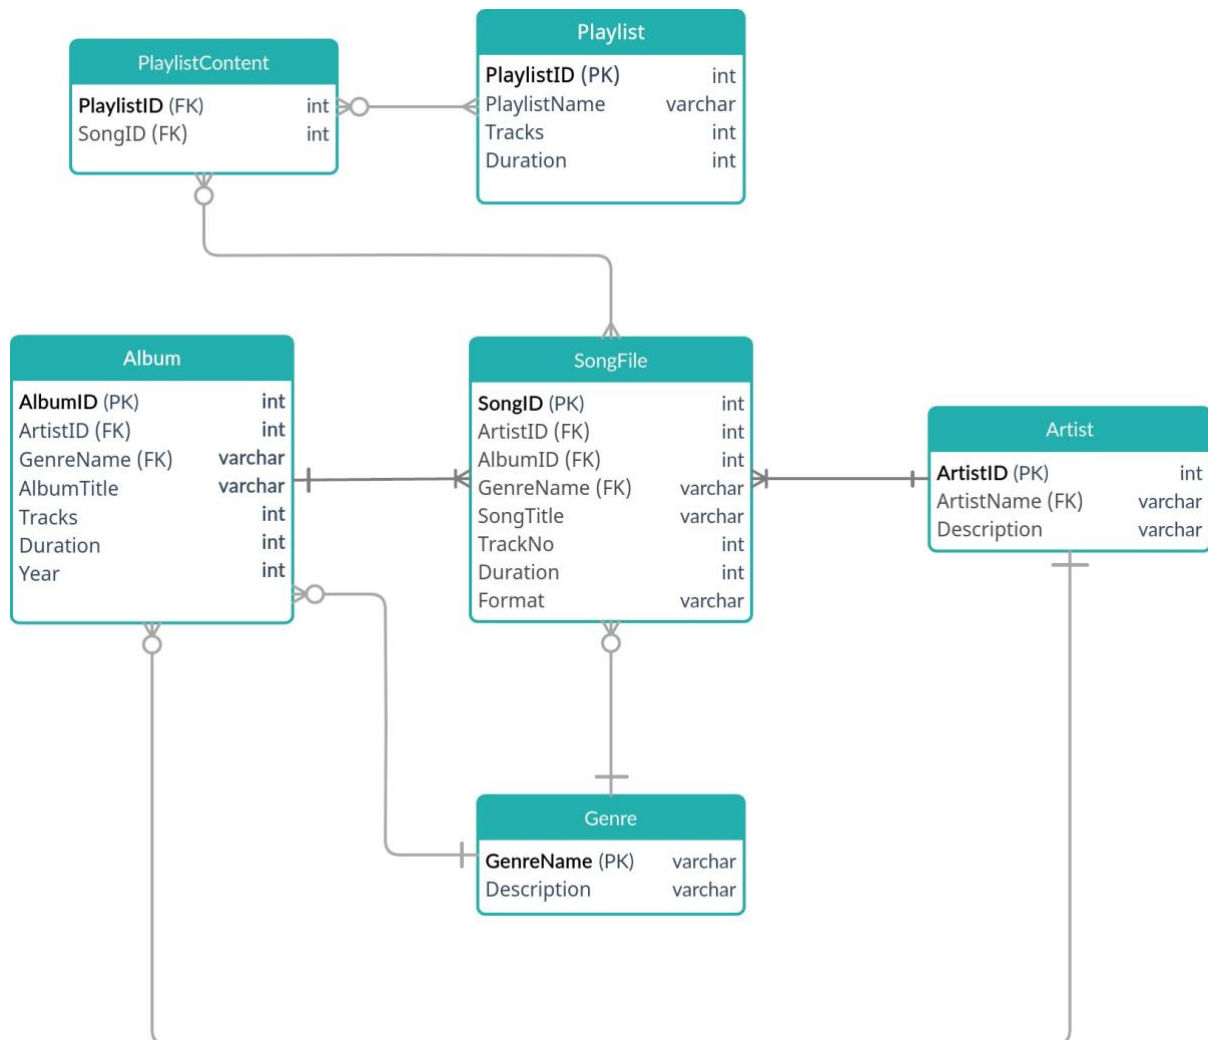 Playlist
PlaylistID (PK) int
PlaylistName varchar
Tracks int
Duration int
PlaylistContent
PlaylistID (FK) int
SongID (FK) int
Album
AlbumID (PK) int
ArtistID (FK) int
GenreName (FK) varchar
AlbumTitle varchar
Tracks int
Duration int
Year int
SongFile
SongID (PK) int
ArtistID (FK) int
AlbumID (FK) int
GenreName (FK) varchar
SongTitle varchar
TrackNo int
Duration int
Format varchar
Artist
ArtistID (PK) int
ArtistName (FK) varchar
Description varchar
Genre
GenreName (PK) varchar
Description varchar